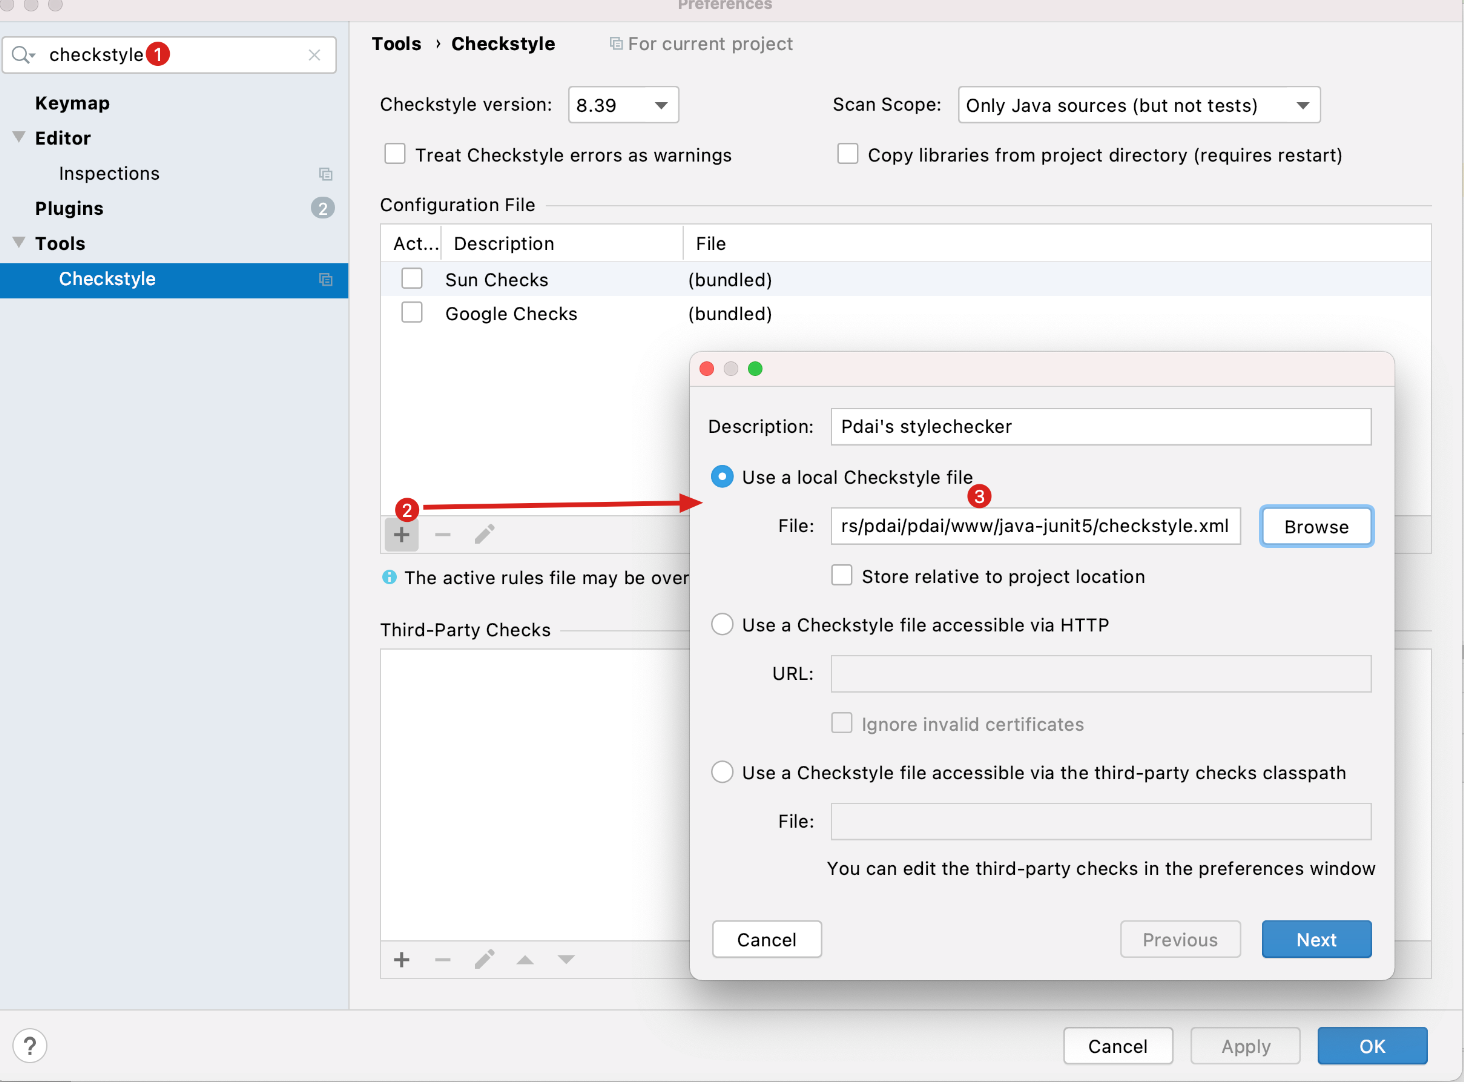 Preferences
checkstyle 1
Tools › Checkstyle For current project
Keymap
Editor
Inspections
Plugins 2
Tools
Checkstyle
Checkstyle version: 8.39 Scan Scope: Only Java sources (but not tests)
Treat Checkstyle errors as warnings Copy libraries from project directory (requires restart)
Configuration File
Act... Description File
Sun Checks (bundled)
Google Checks (bundled)
2
The active rules file may be over
Third-Party Checks
Description: Pdai's stylechecker
Use a local Checkstyle file
3
File: rs/pdai/pdai/www/java-junit5/checkstyle.xml Browse
Store relative to project location
Use a Checkstyle file accessible via HTTP
URL:
Ignore invalid certificates
Use a Checkstyle file accessible via the third-party checks classpath
File:
You can edit the third-party checks in the preferences window
Cancel Previous Next
? Cancel Apply OK